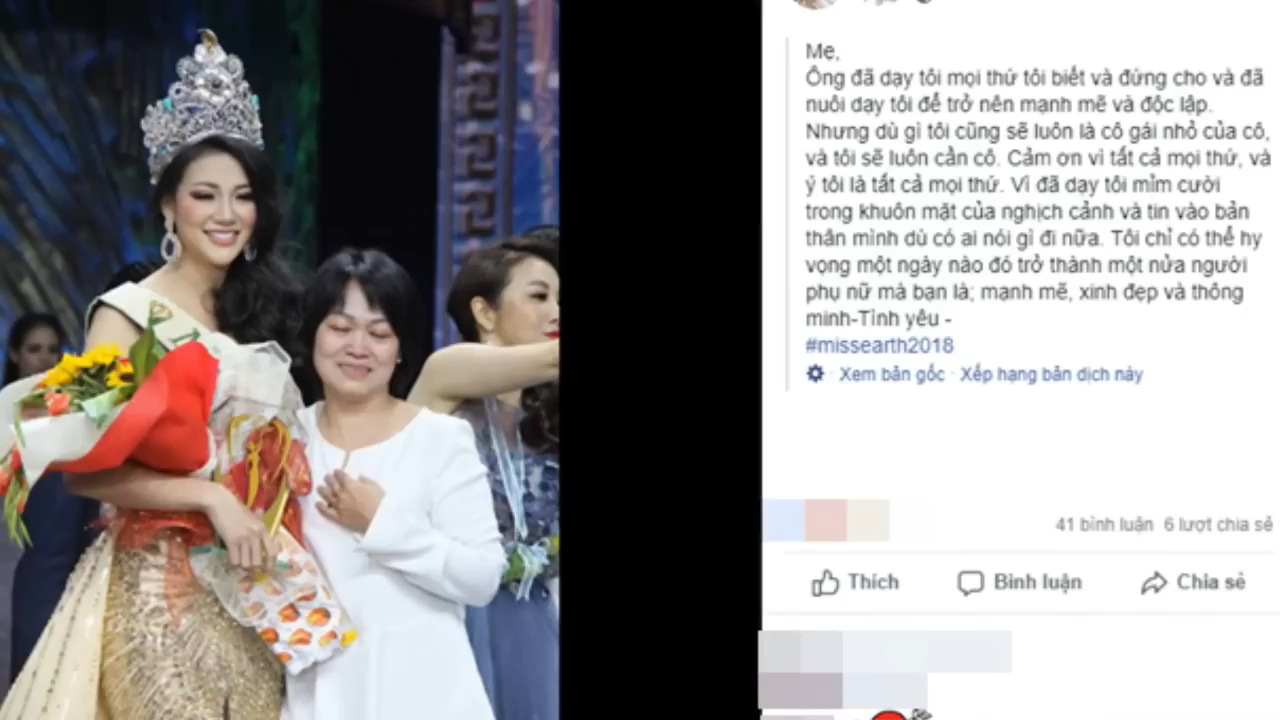 Mẹ,
Ông đã dạy tôi mọi thứ tôi biết và đứng cho và đã
nuôi dạy tôi để trở nên mạnh mẽ và độc lập.
Nhưng dù gì tôi cũng sẽ luôn là cô gái nhỏ của cô,
và tôi sẽ luôn cần cô. Cảm ơn vì tất cả mọi thứ, và
ý tôi là tất cả mọi thứ. Vì đã dạy tôi mỉm cười
trong khuôn mặt của nghịch cảnh và tin vào bản
thân mình dù có ai nói gì đi nữa. Tôi chỉ có thể hy
vọng một ngày nào đó trở thành một nửa người
phụ nữ mà bạn là; mạnh mẽ, xinh đẹp và thông
minh-Tình yêu -
#missearth2018
Xem bản gốc · Xếp hạng bản dịch này
41 bình luận 6 lượt chia sẻ
Thích Bình luận Chia sẻ